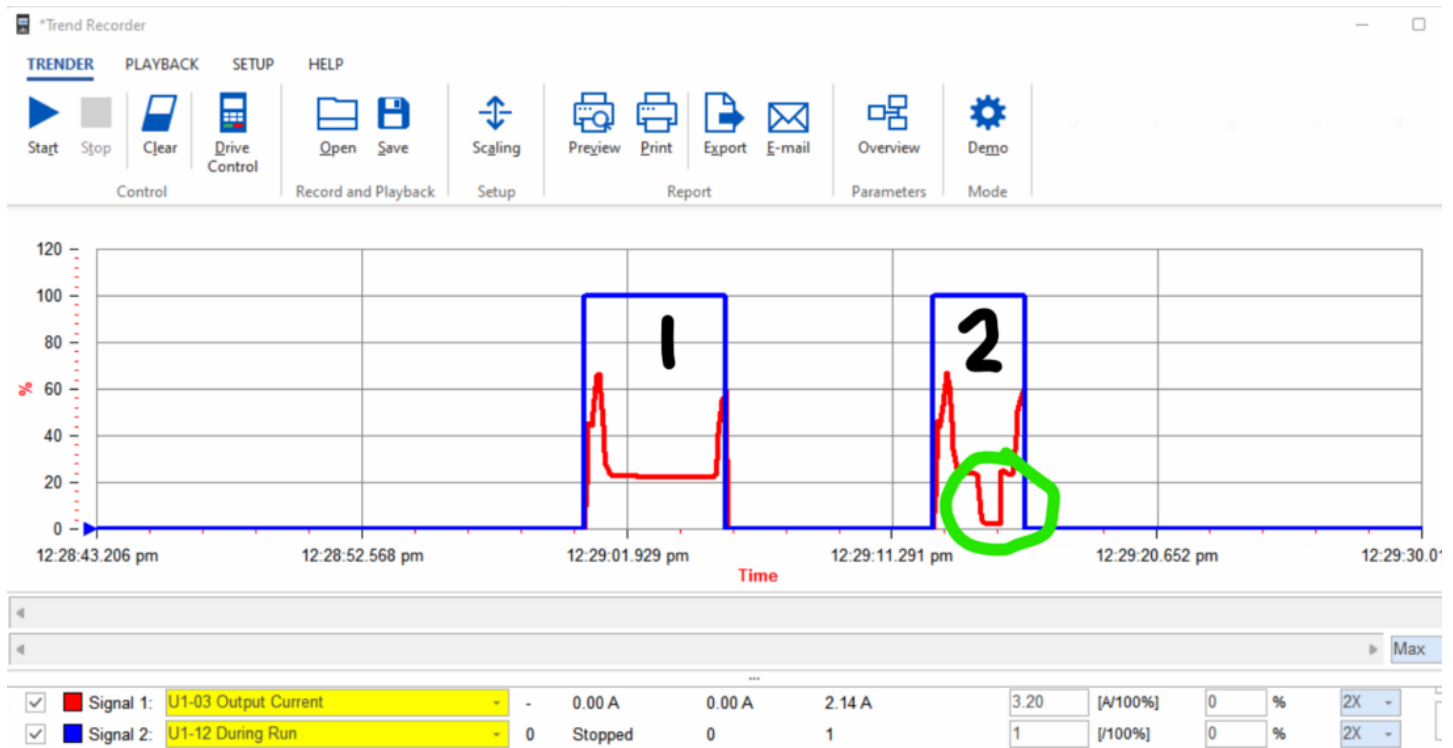 *Trend Recorder
TRENDER PLAYBACK SETUP HELP
Start Stop Clear Drive Control Open Save Scaling Preview Print Export E-mail Overview Demo
Control Record and Playback Setup Report Parameters Mode
120
100
80
60
40
20
0
%
1
2
12:28:43.206 pm 12:28:52.568 pm 12:29:01.929 pm 12:29:11.291 pm 12:29:20.652 pm 12:29:30.01
Time
Max
Signal 1: U1-03 Output Current - 0.00 A 0.00 A 2.14 A 3.20 [A/100%] 0 % 2X
Signal 2: U1-12 During Run 0 Stopped 0 1 1 [/100%] 0 % 2X